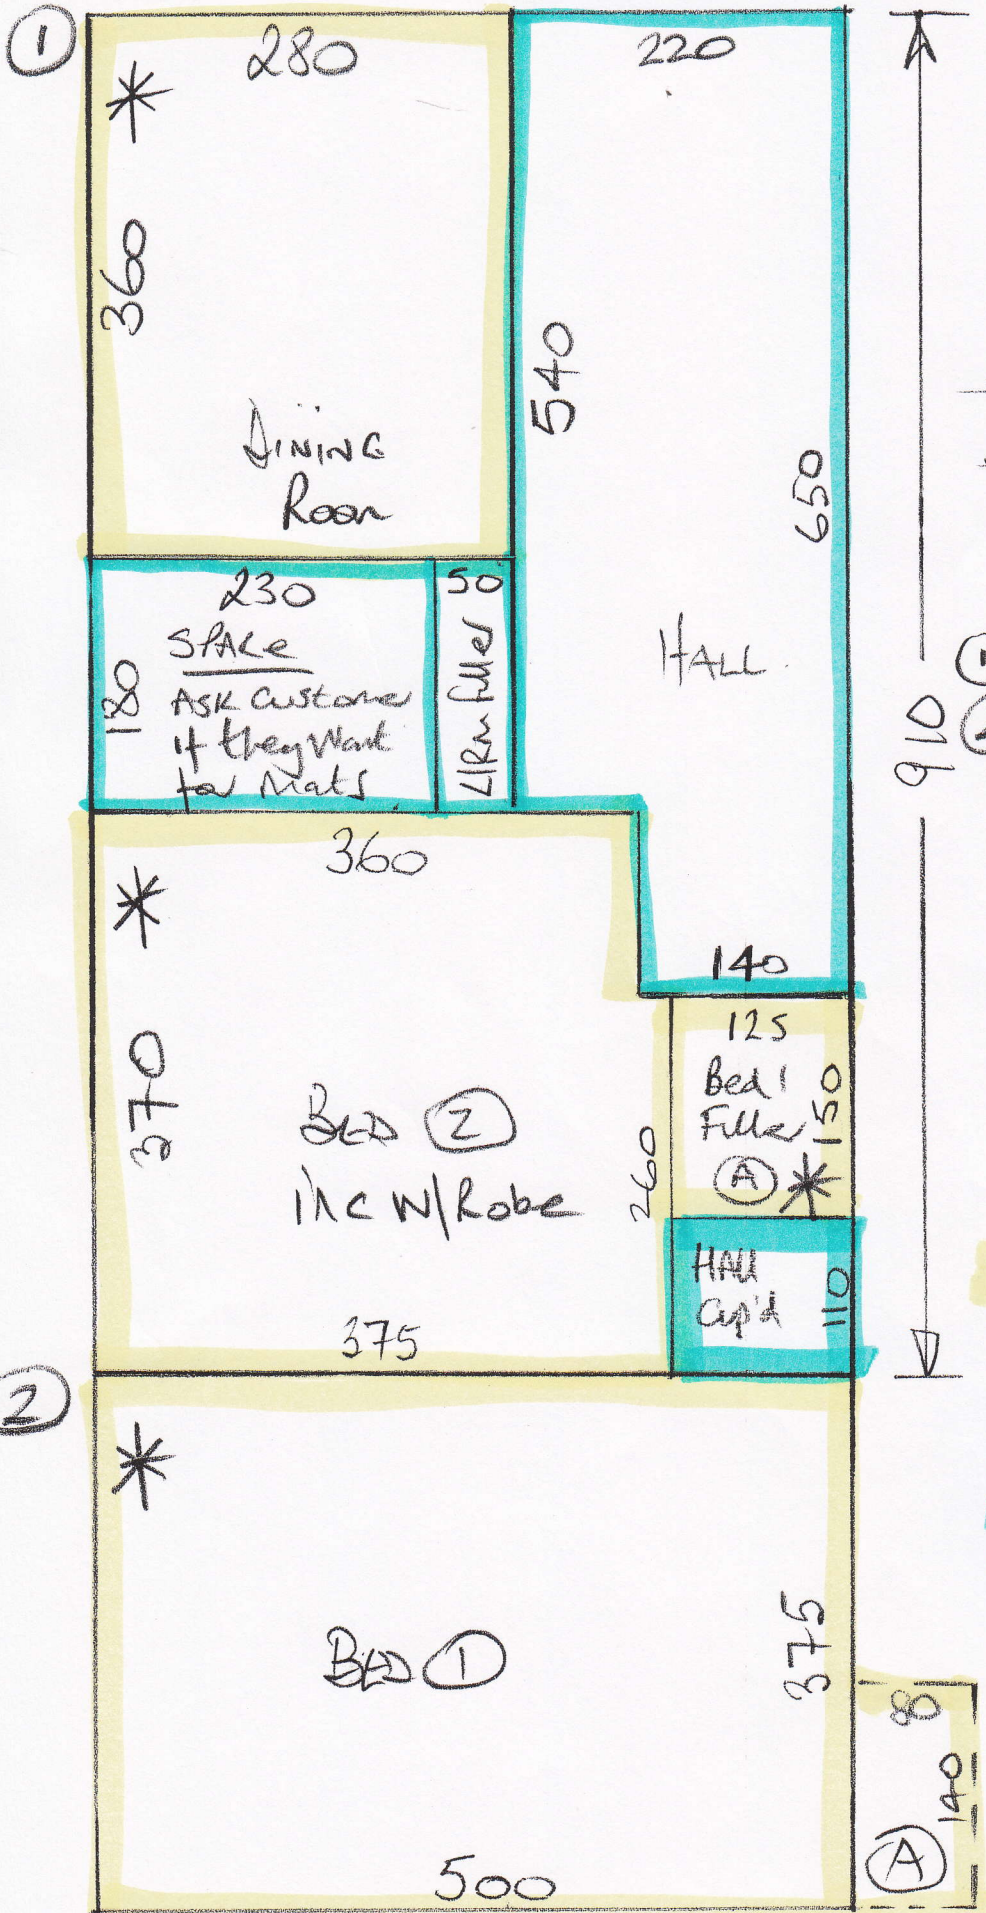 1
280
220
360
540
DINING
Room
650
230
50
SPACE
ASK Customer
if they Want
for Mats
180
L/Rm filler
HALL
910
360
140
370
125
Bed 1
Filler
A
150
BED 2
inc W/Robe
260
HALL
Cup'd
110
375
2
BED 1
375
80
140
A
500